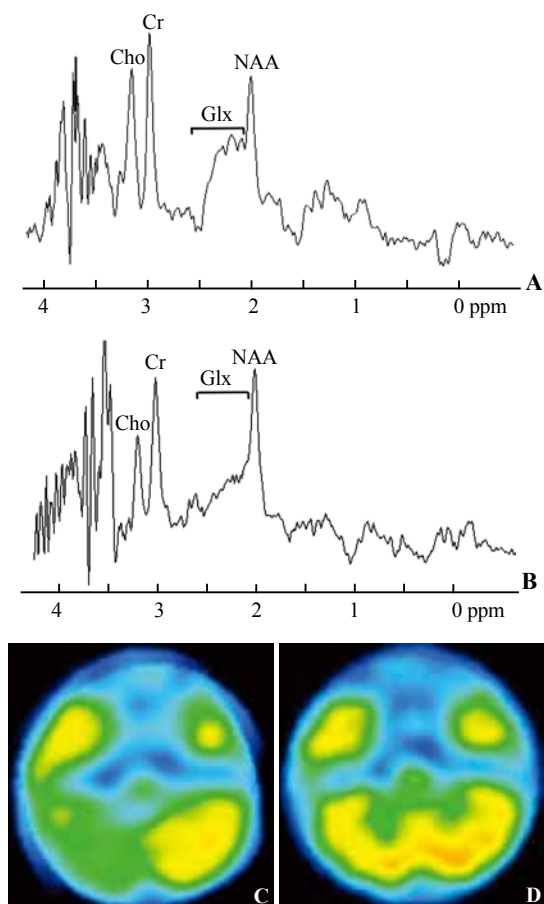 Cr
Cho
NAA
Glx
4 3 2 1 0 ppm A
NAA
Cr
Glx
Cho
4 3 2 1 0 ppm B
C D